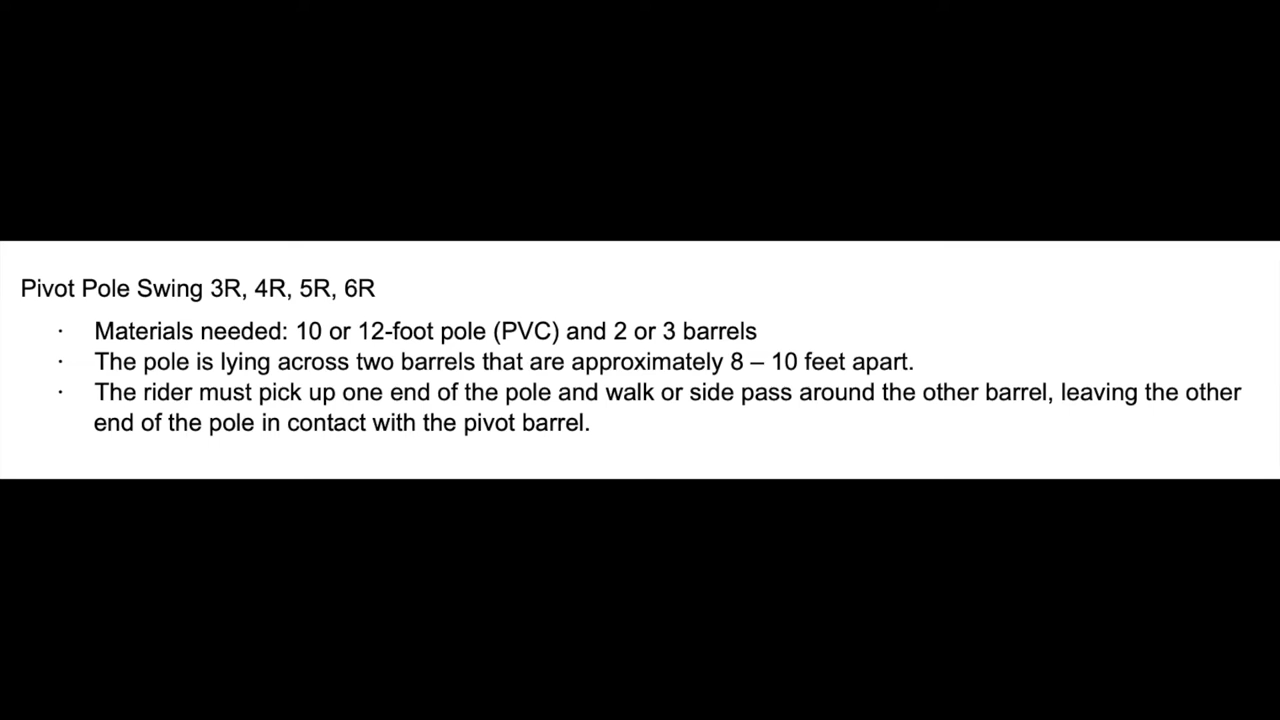 Pivot Pole Swing 3R, 4R, 5R, 6R
· Materials needed: 10 or 12-foot pole (PVC) and 2 or 3 barrels
· The pole is lying across two barrels that are approximately 8 – 10 feet apart.
· The rider must pick up one end of the pole and walk or side pass around the other barrel, leaving the other
end of the pole in contact with the pivot barrel.